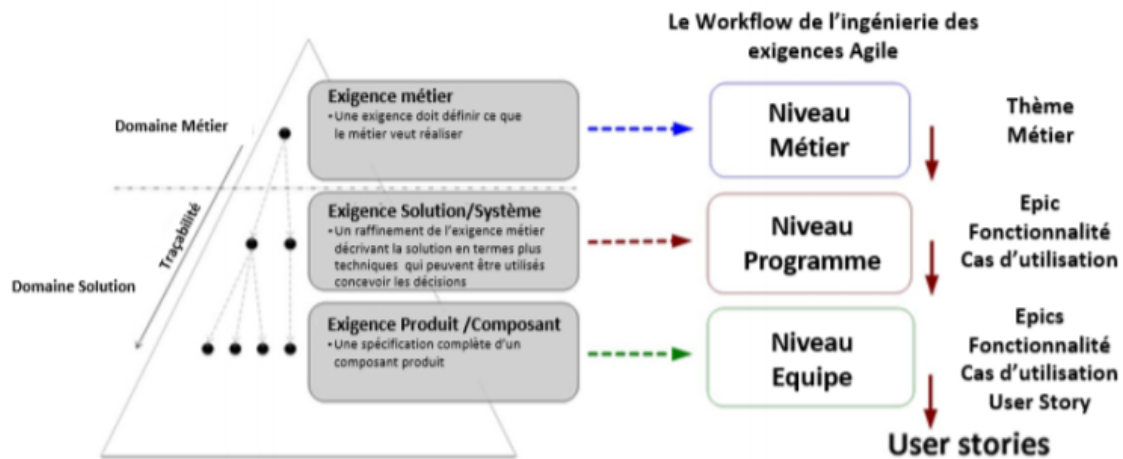 Le Workflow de l'ingénierie des
exigences Agile
Domaine Métier
Traçabilité
Domaine Solution
Exigence métier
• Une exigence doit définir ce que
le métier veut réaliser
Exigence Solution/Système
• Un raffinement de l'exigence métier
décrivant la solution en termes plus
techniques qui peuvent être utilisés
concevoir les décisions
Exigence Produit /Composant
• Une spécification complète d'un
composant produit
Niveau
Métier
Thème
Métier
Niveau
Programme
Epic
Fonctionnalité
Cas d'utilisation
Niveau
Equipe
Epics
Fonctionnalité
Cas d'utilisation
User Story
User stories